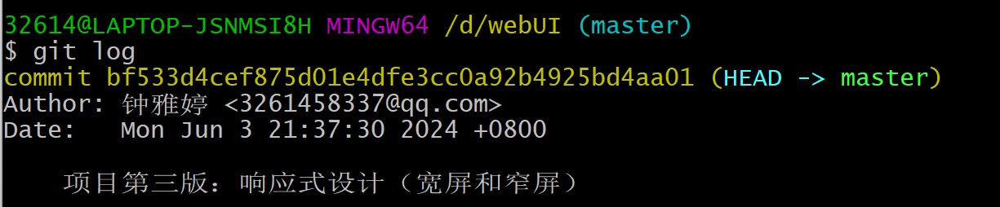 32614@LAPTOP-JSNMSI8H MINGW64 /d/webUI (master)
$ git log
commit bf533d4cef875d01e4dfe3cc0a92b4925bd4aa01 (HEAD -> master)
Author: 钟雅婷 <3261458337@qq.com>
Date:   Mon Jun 3 21:37:30 2024 +0800
项目第三版：响应式设计（宽屏和窄屏）